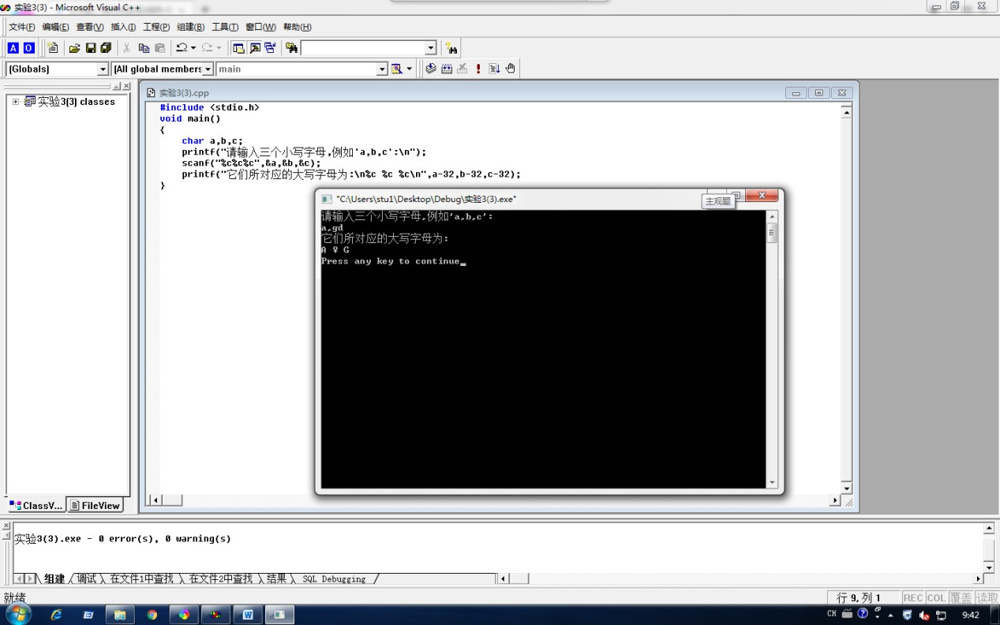 实验3(3) - Microsoft Visual C++
文件(F) 编辑(E) 查看(V) 插入(I) 工程(P) 组建(B) 工具(T) 窗口(W) 帮助(H)
A O
(Globals) (All global members main
实验3(3).cpp
实验3(3) classes
#include <stdio.h>
void main()
{
char a,b,c;
printf("请输入三个小写字母,例如'a,b,c':\n");
scanf("%c%c%c",&a,&b,&c);
printf("它们所对应的大写字母为:\n%c %c %c\n",a-32,b-32,c-32);
}
"C:\Users\stu1\Desktop\Debug\实验3(3).exe"
主观题
请输入三个小写字母,例如'a,b,c':
a,gd
它们所对应的大写字母为:
A ♀ G
Press any key to continue_
ClassV... FileView
实验3(3).exe - 0 error(s), 0 warning(s)
组建 调试 在文件1中查找 在文件2中查找 结果 SQL Debugging
就绪
行 9, 列 1 REC COL 覆盖 读取
CH 9:42